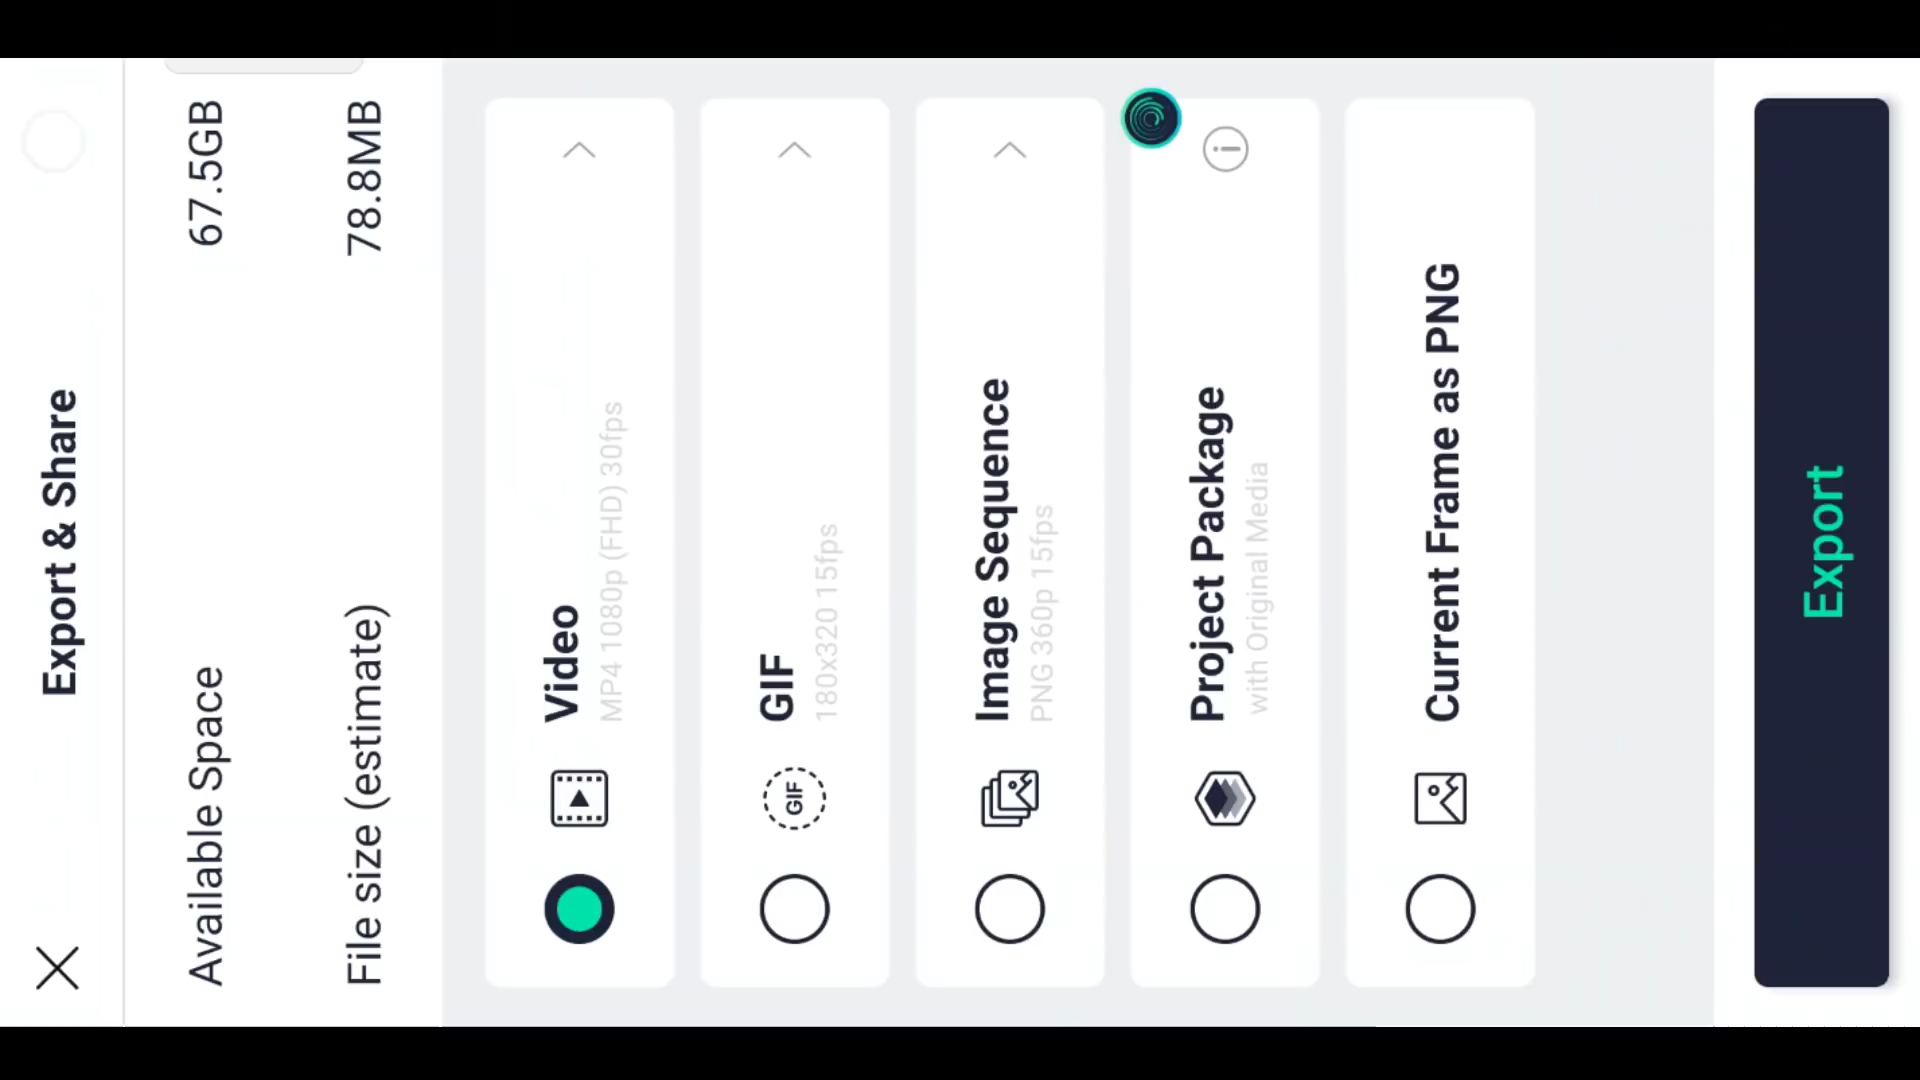 Export & Share
Available Space 67.5GB
File size (estimate) 78.8MB
Video
MP4 1080p (FHD) 30fps
GIF
GIF
180x320 15fps
Image Sequence
PNG 360p 15fps
Project Package
with Original Media
Current Frame as PNG
Export